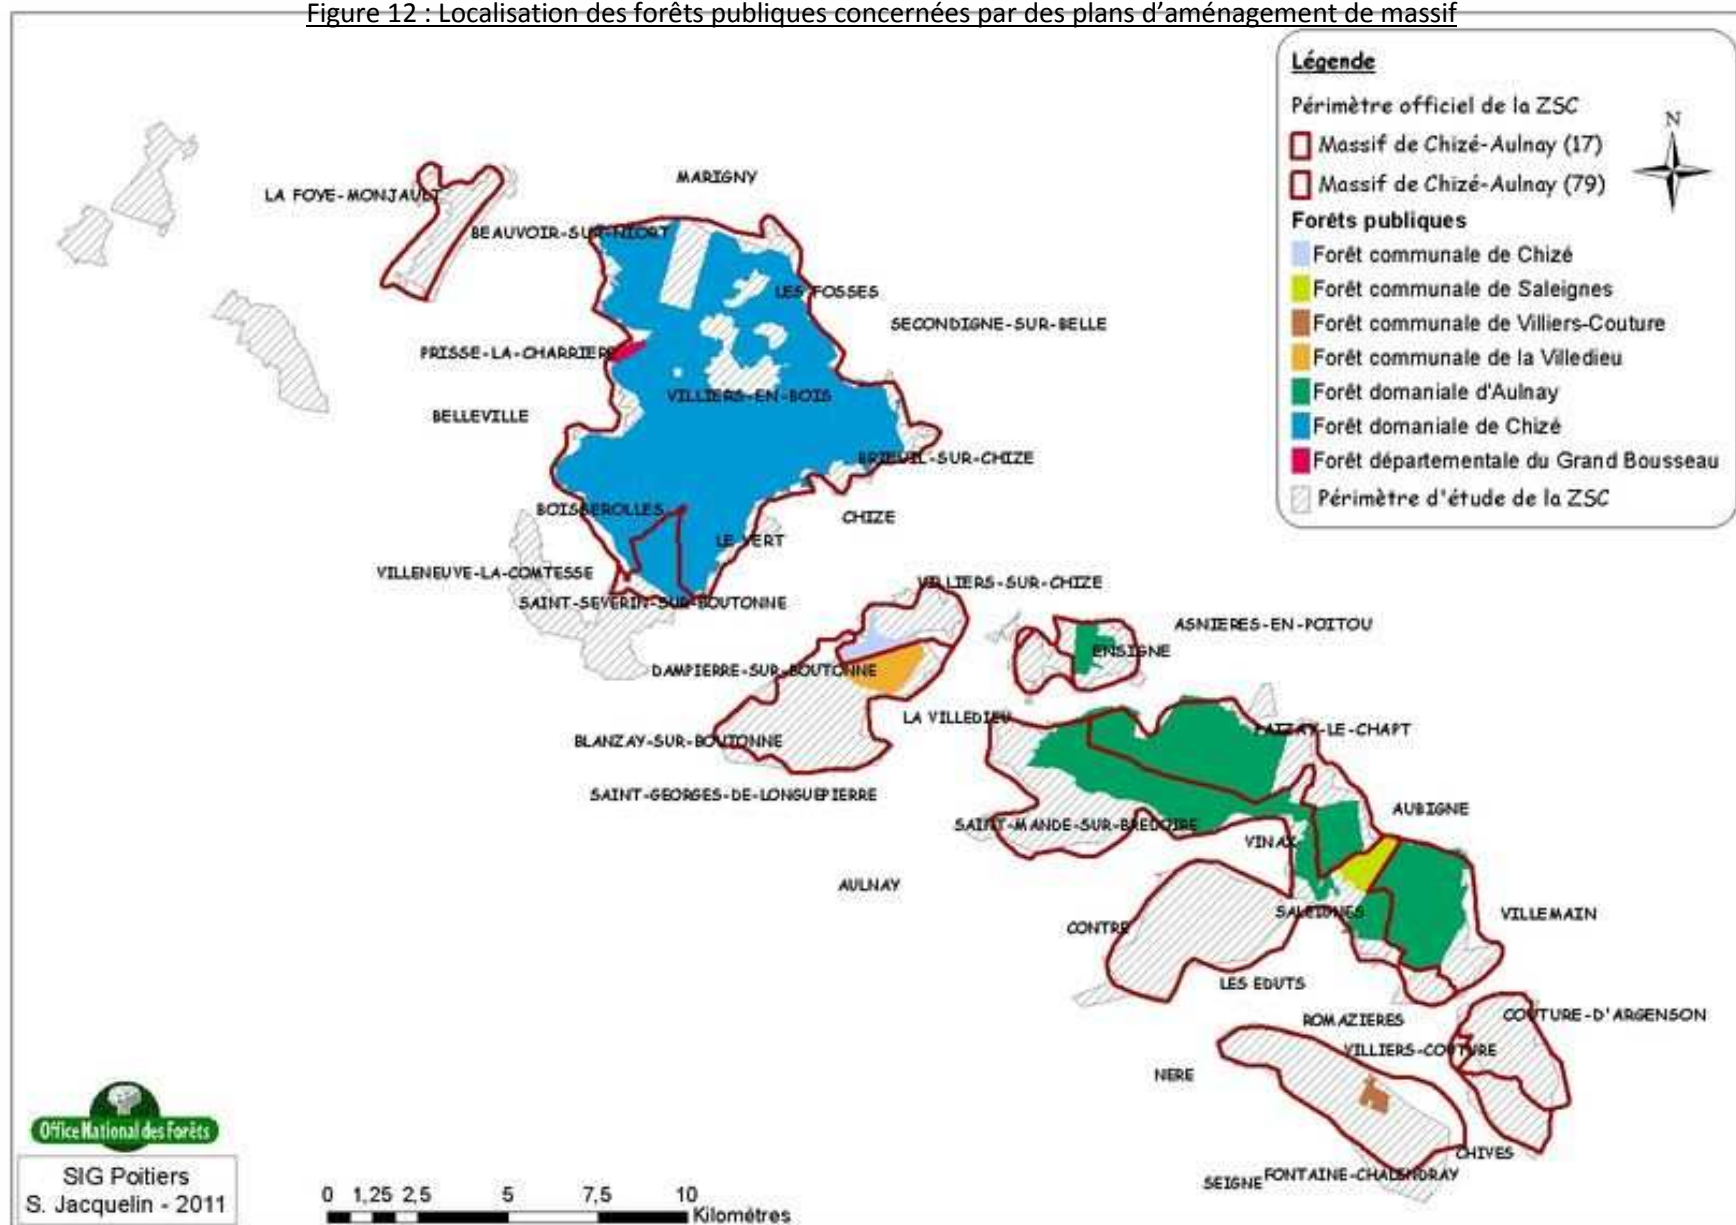 Figure 12 : Localisation des forêts publiques concernées par des plans d’aménagement de massif
Légende
Périmètre officiel de la ZSC
Massif de Chizé-Aulnay (17)
Massif de Chizé-Aulnay (79)
Forêts publiques
Forêt communale de Chizé
Forêt communale de Saleignes
Forêt communale de Villiers-Couture
Forêt communale de la Villedieu
Forêt domaniale d'Aulnay
Forêt domaniale de Chizé
Forêt départementale du Grand Bousseau
Périmètre d'étude de la ZSC
N
MARIGNY
LA FOYE-MONJAULT
BEAUVOIR-SUR-NIORT
LES FOSSES
SECONDIGNE-SUR-BELLE
PRISSE-LA-CHARRIERE
VILLIERS-EN-BOIS
BELLEVILLE
BRIEUIL-SUR-CHIZE
BOISSEROLLES
CHIZE
LE VERT
VILLENEUVE-LA-COMTESSE
VILLIERS-SUR-CHIZE
SAINT-SEVERIN-SUR-BOUTONNE
ASNIERES-EN-POITOU
ENSIGNE
DAMPIERRE-SUR-BOUTONNE
LA VILLEDIEU
PAIZAY-LE-CHAPT
BLANZAY-SUR-BOUTONNE
SAINT-GEORGES-DE-LONGUEPIERRE
AUBIGNE
SAINT-MANDE-SUR-BREDOIRE
VINAX
AULNAY
SALEIGNES
VILLEMAIN
CONTRE
LES EDUTS
ROMAZIERES
COUTURE-D'ARGENSON
VILLIERS-COUTURE
NERE
CHIVES
SEIGNE
FONTAINE-CHALENDRAY
Office National des Forêts
SIG Poitiers
S. Jacquelin - 2011
0 1,25 2,5 5 7,5 10
Kilomètres